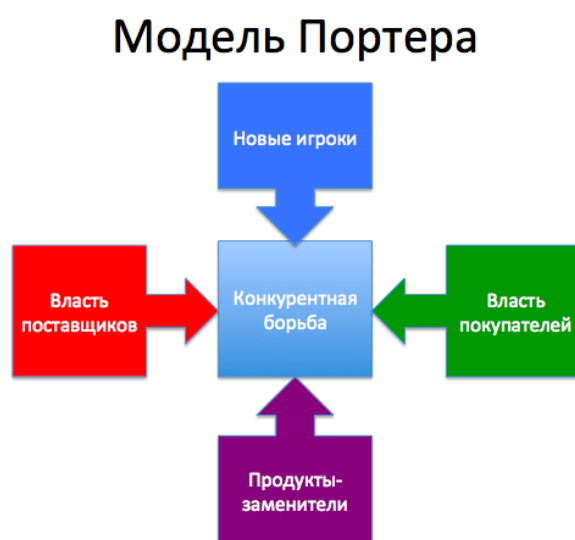 Модель Портера
Новые игроки
Власть
поставщиков
Конкурентная
борьба
Власть
покупателей
Продукты-
заменители